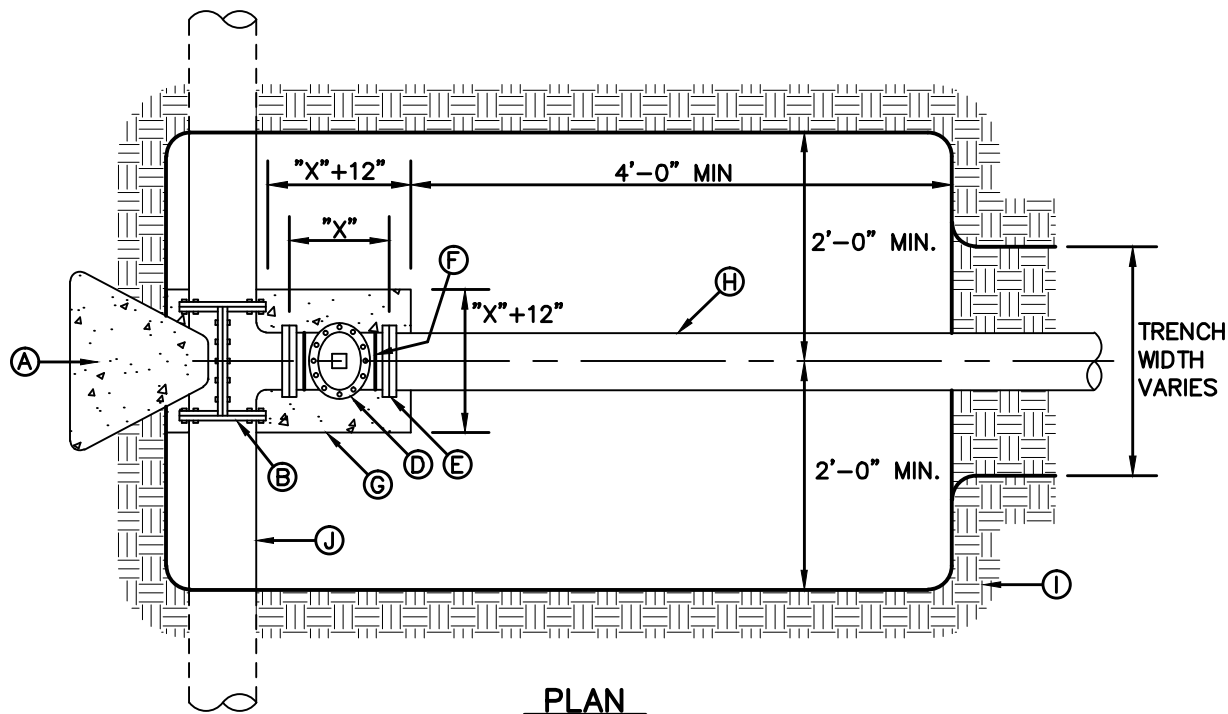 "X"+12"
4'-0" MIN
"X"
2'-0" MIN.
F
H
"X"+12"
TRENCH
WIDTH
VARIES
A
2'-0" MIN.
B
G
D
E
J
I
PLAN